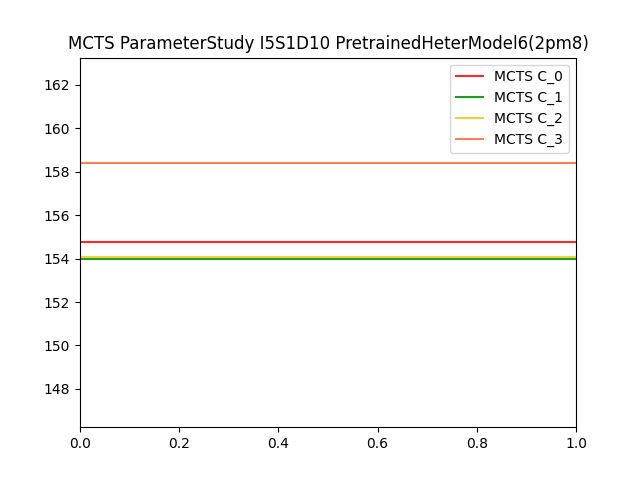 MCTS ParameterStudy I5S1D10 PretrainedHeterModel6(2pm8)
MCTS C_0
MCTS C_1
MCTS C_2
MCTS C_3
162
160
158
156
154
152
150
148
0.0 0.2 0.4 0.6 0.8 1.0